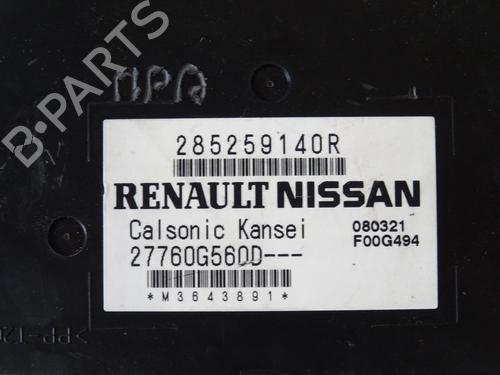 B-PARTS
285259140R
RENAULT NISSAN
Calsonic Kansei
080321
F00G494
27760G560D---
*M3643891*